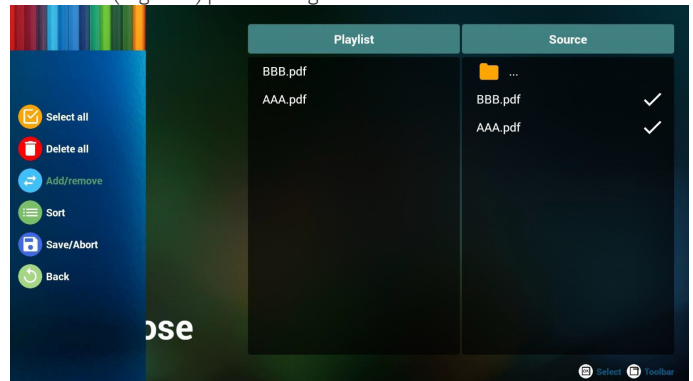 Playlist
Source
BBB.pdf
AAA.pdf
...
BBB.pdf
AAA.pdf
Select all
Delete all
Add/remove
Sort
Save/Abort
Back
ose
Select Toolbar